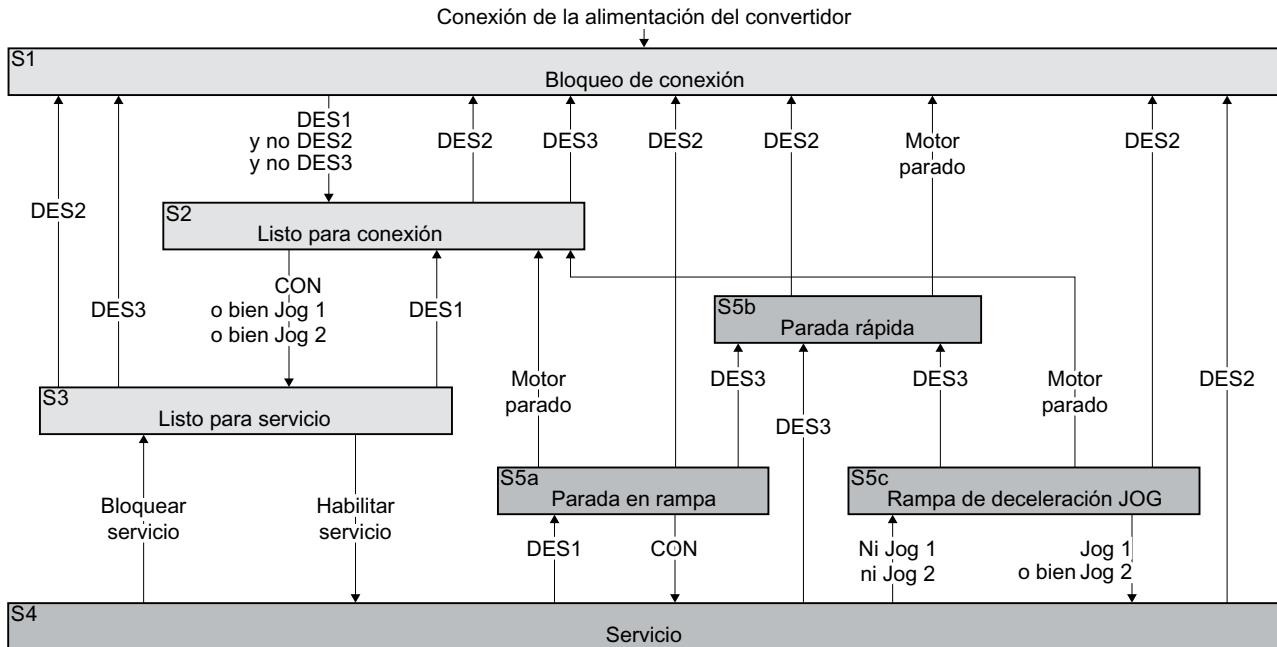 Conexión de la alimentación del convertidor
S1
Bloqueo de conexión
DES1
y no DES2
y no DES3
DES2
DES3
DES2
DES2
Motor
parado
DES2
DES2
S2
Listo para conexión
DES3
CON
o bien Jog 1
o bien Jog 2
DES1
S5b
Parada rápida
S3
Listo para servicio
Motor
parado
DES3
DES3
DES3
Motor
parado
DES2
S5a
Parada en rampa
S5c
Rampa de deceleración JOG
Bloquear
servicio
Habilitar
servicio
DES1
CON
Ni Jog 1
ni Jog 2
Jog 1
o bien Jog 2
S4
Servicio